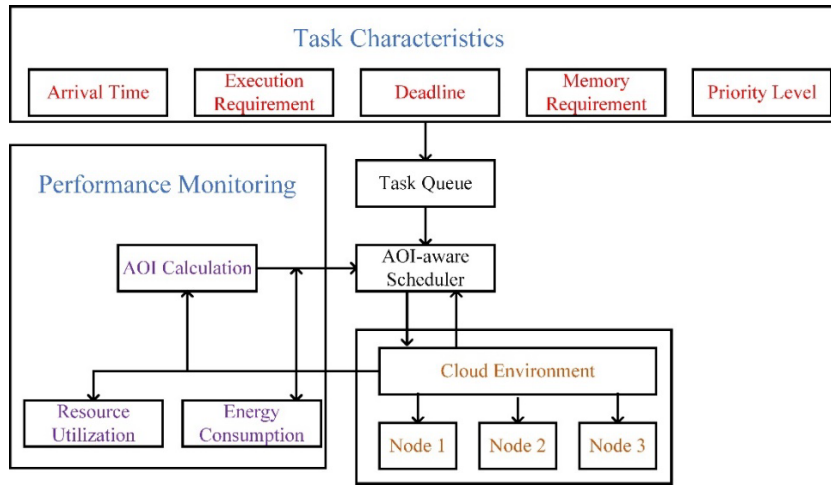 Task Characteristics
Arrival Time
Execution
Requirement
Deadline
Memory
Requirement
Priority Level
Performance Monitoring
Task Queue
AOI Calculation
AOI-aware
Scheduler
Cloud Environment
Resource
Utilization
Energy
Consumption
Node 1
Node 2
Node 3